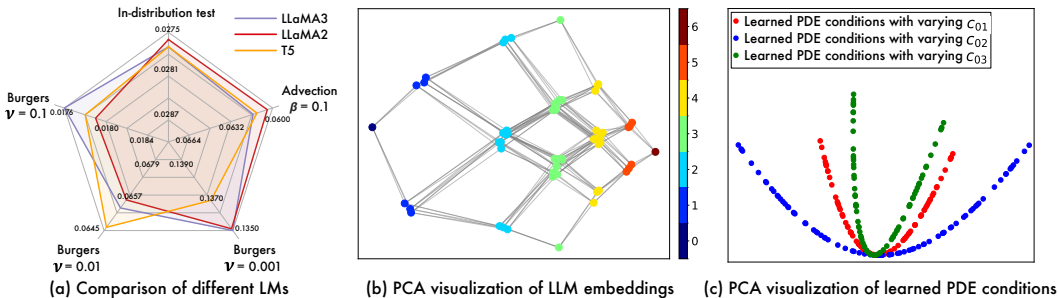 In-distribution test
0.0275
LLaMA3
LLaMA2
T5
0.0281
Burgers
ν = 0.1
0.0176
Advection
β = 0.1
0.0600
0.0287
0.0180
0.0632
0.0184
0.0664
0.0679
0.1390
0.0657
0.1370
0.0645
0.1350
Burgers
ν = 0.01
Burgers
ν = 0.001
(a) Comparison of different LMs
6
5
4
3
2
1
0
(b) PCA visualization of LLM embeddings
Learned PDE conditions with varying c01
Learned PDE conditions with varying c02
Learned PDE conditions with varying c03
(c) PCA visualization of learned PDE conditions